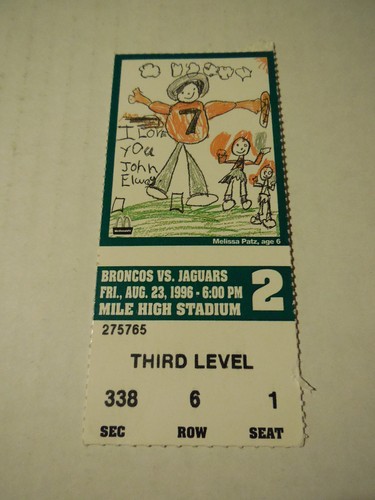 7
I Love
You
John
Elway
Melissa Patz, age 6
BRONCOS VS. JAGUARS
FRI., AUG. 23, 1996 - 6:00 PM
MILE HIGH STADIUM
2
275765
THIRD LEVEL
338 6 1
SEC ROW SEAT